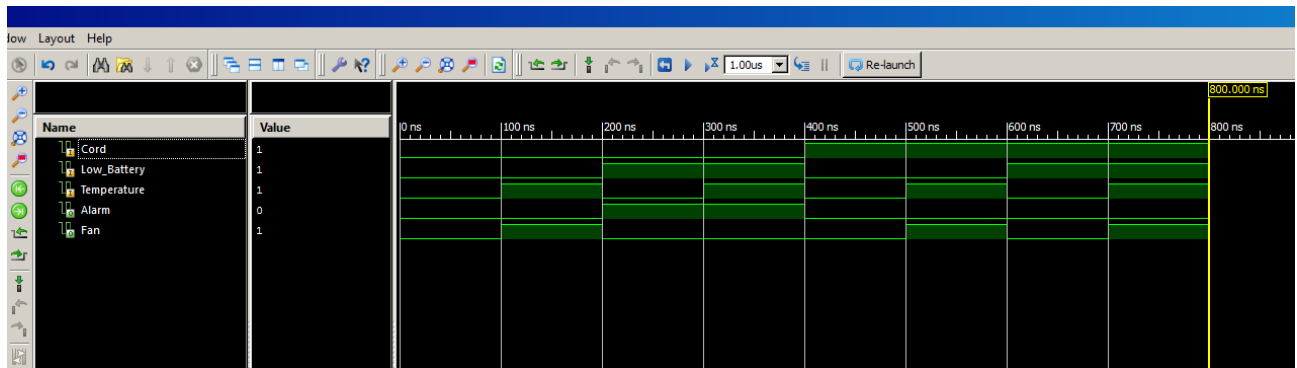 low Layout Help
1.00us Re-launch
800.000 ns
Name Value 0 ns 100 ns 200 ns 300 ns 400 ns 500 ns 600 ns 700 ns 800 ns
Cord 1
Low_Battery 1
Temperature 1
Alarm 0
Fan 1